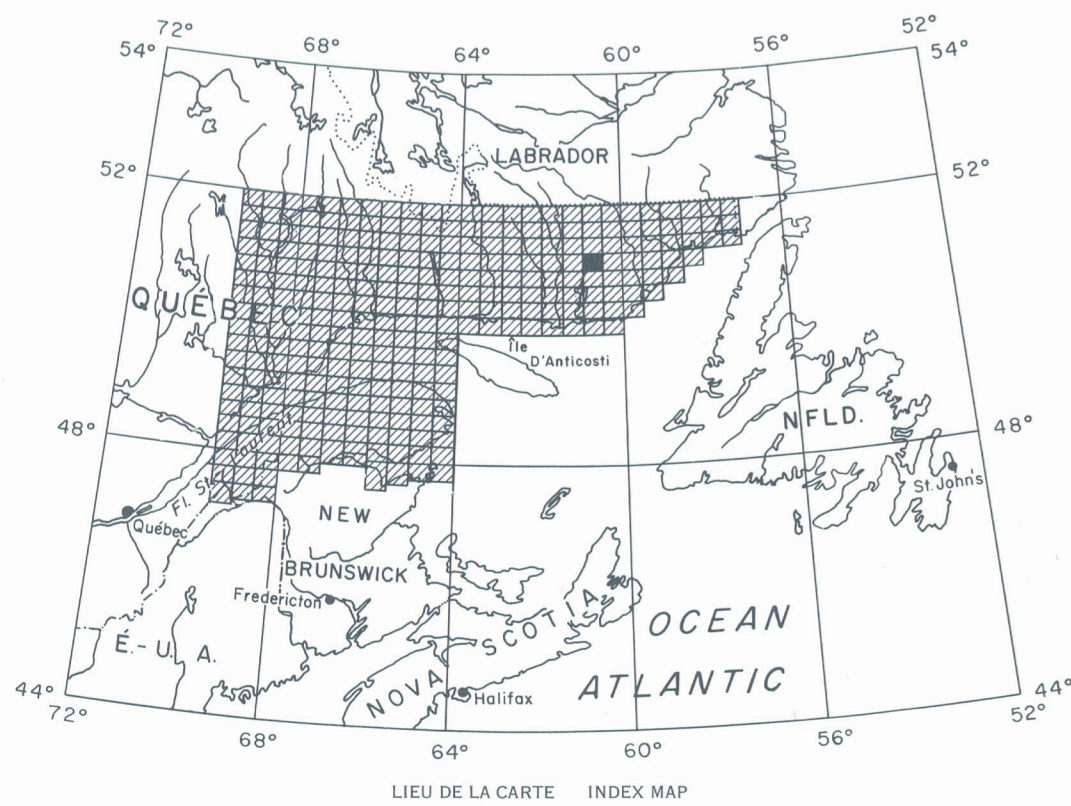 72° 68° 64° 60° 56° 52°
54° 54°
LABRADOR
52° 52°
QUÉBEC
Île
D'Anticosti
NFLD.
48° 48°
Fl. St. Laurent
St. John's
Québec
NEW
BRUNSWICK
Fredericton
NOVA SCOTIA
OCEAN
É.-U.A.
ATLANTIC
Halifax
44° 44°
72° 68° 64° 60° 56° 52°
LIEU DE LA CARTE INDEX MAP